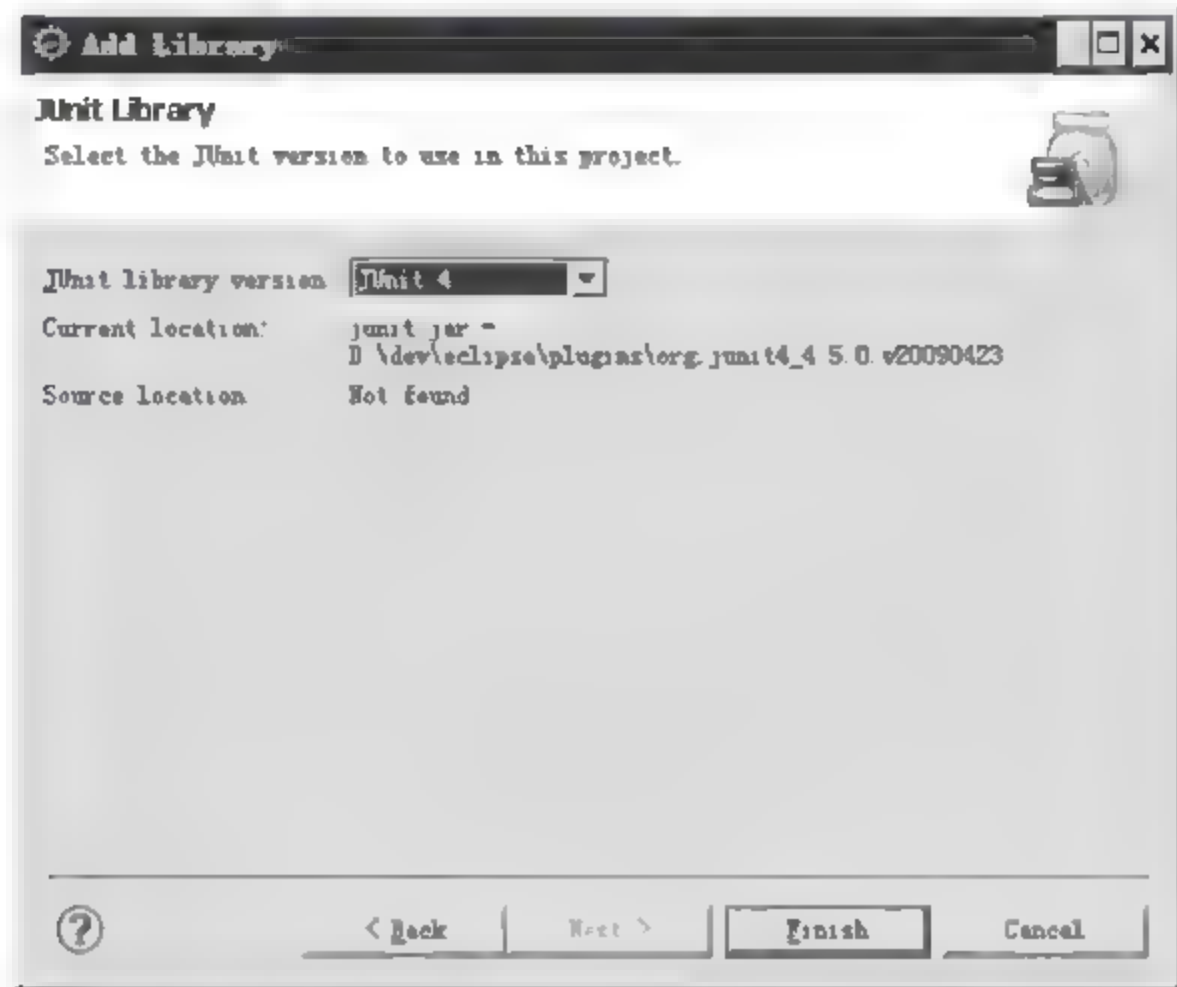 Add Library
JUnit Library
Select the JUnit version to use in this project.
JUnit library version JUnit 4
Current location: junit.jar -
D:\dev\eclipse\plugins\org.junit4_4.5.0.v20090423
Source location Not found
< Back Next > Finish Cancel